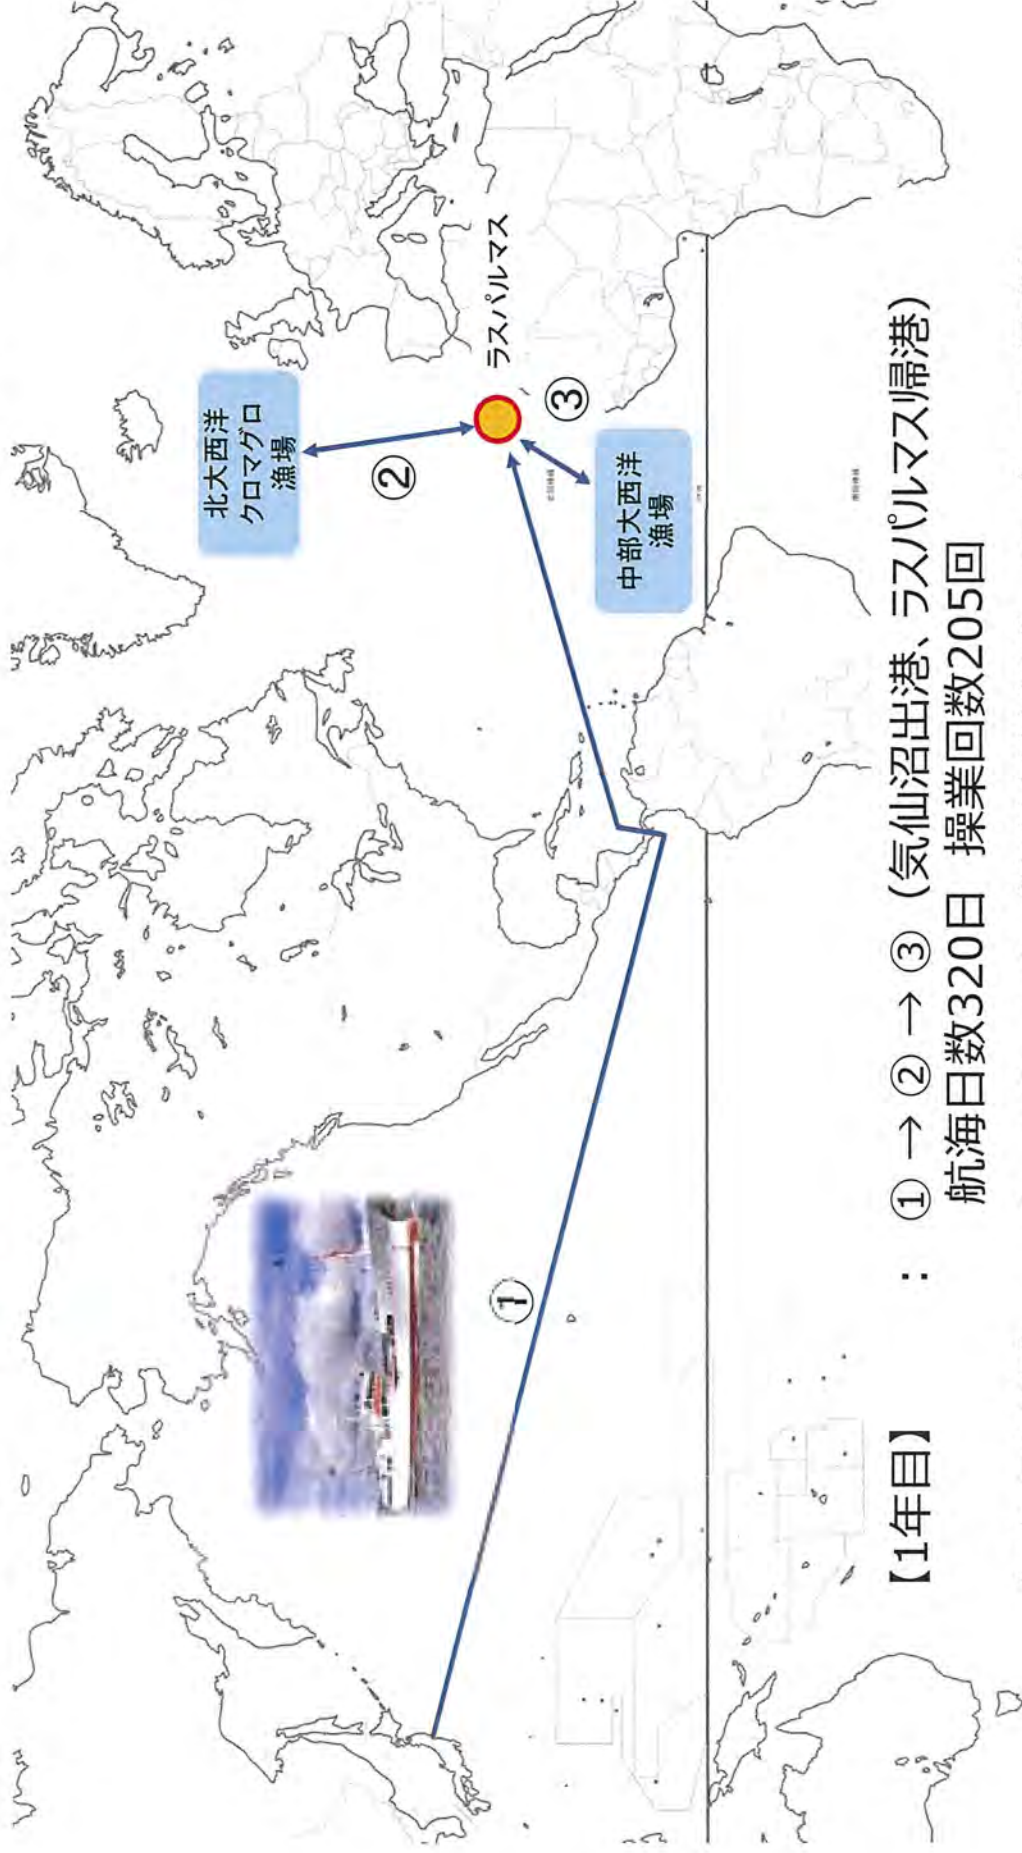 北大西洋
クロマグロ
漁場
②
ラスパルマス
③
中部大西洋
漁場
①
【1年目】 : ①→②→③(気仙沼出港、ラスパルマス帰港)
航海日数320日 操業回数205回